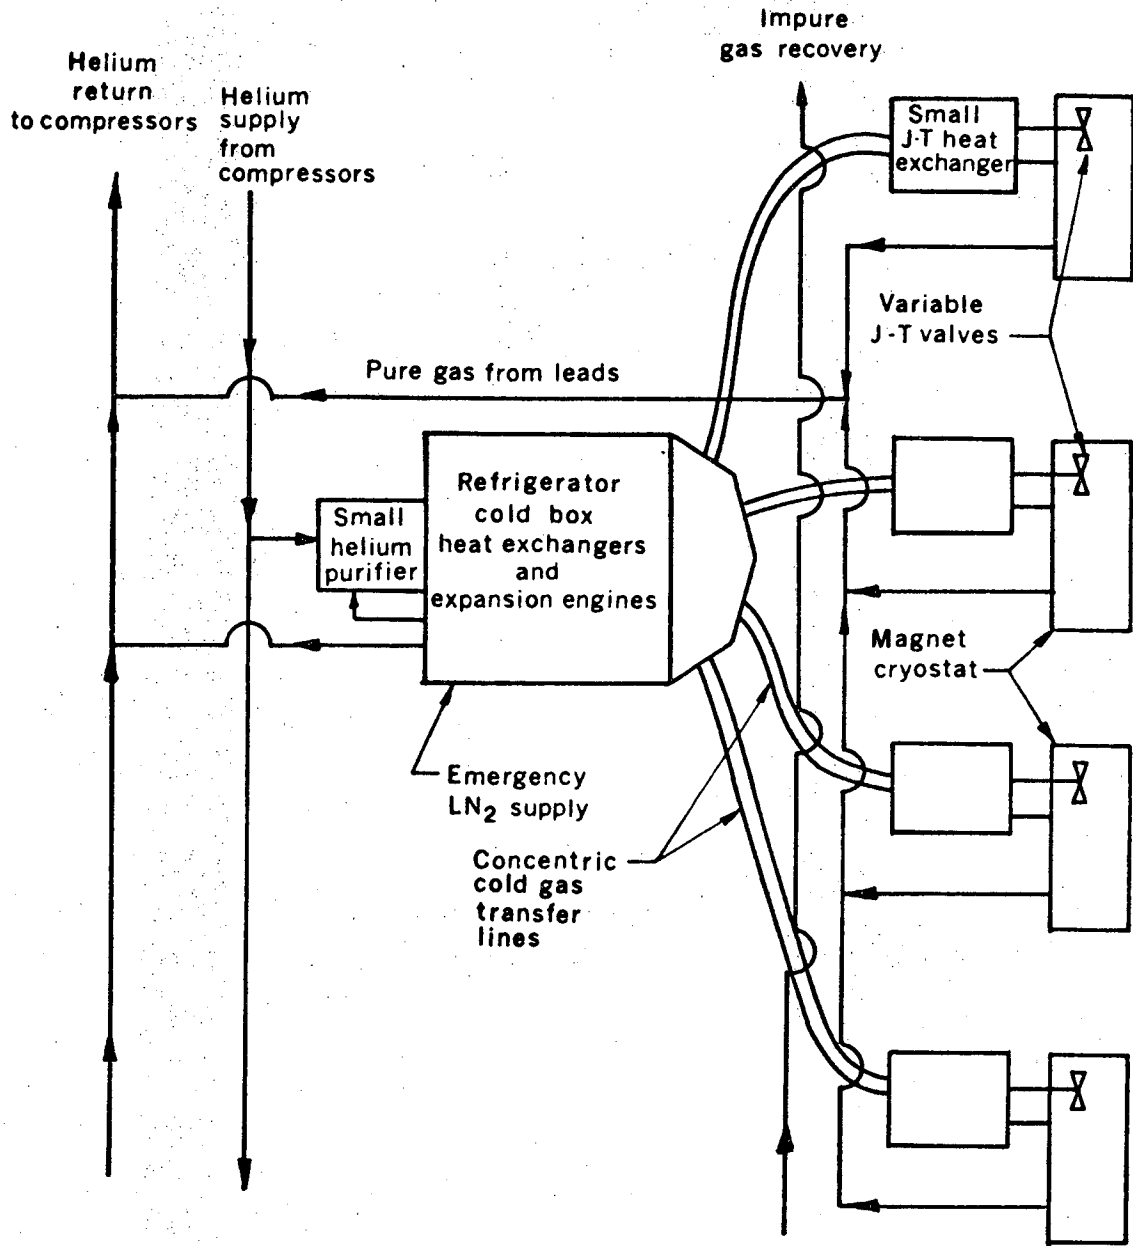 Impure
gas recovery
Helium
return
to compressors
Helium
supply
from
compressors
Small
J-T heat
exchanger
Variable
J-T valves
Pure gas from leads
Refrigerator
cold box
heat exchangers
and
expansion engines
Small
helium
purifier
Magnet
cryostat
Emergency
LN2 supply
Concentric
cold gas
transfer
lines